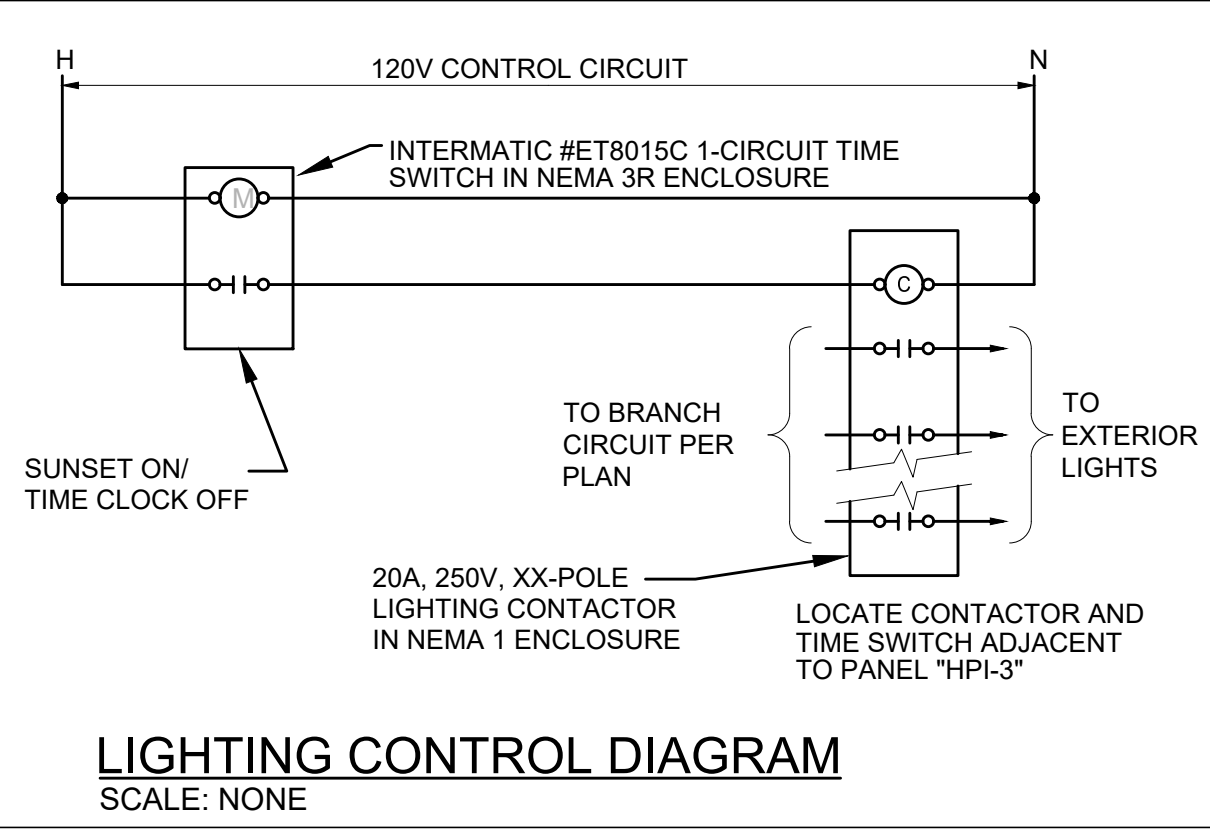 H
120V CONTROL CIRCUIT
N
INTERMATIC #ET8015C 1-CIRCUIT TIME
SWITCH IN NEMA 3R ENCLOSURE
M
C
TO BRANCH
CIRCUIT PER
PLAN
TO
EXTERIOR
LIGHTS
SUNSET ON/
TIME CLOCK OFF
20A, 250V, XX-POLE
LIGHTING CONTACTOR
IN NEMA 1 ENCLOSURE
LOCATE CONTACTOR AND
TIME SWITCH ADJACENT
TO PANEL "HPI-3"
LIGHTING CONTROL DIAGRAM
SCALE: NONE